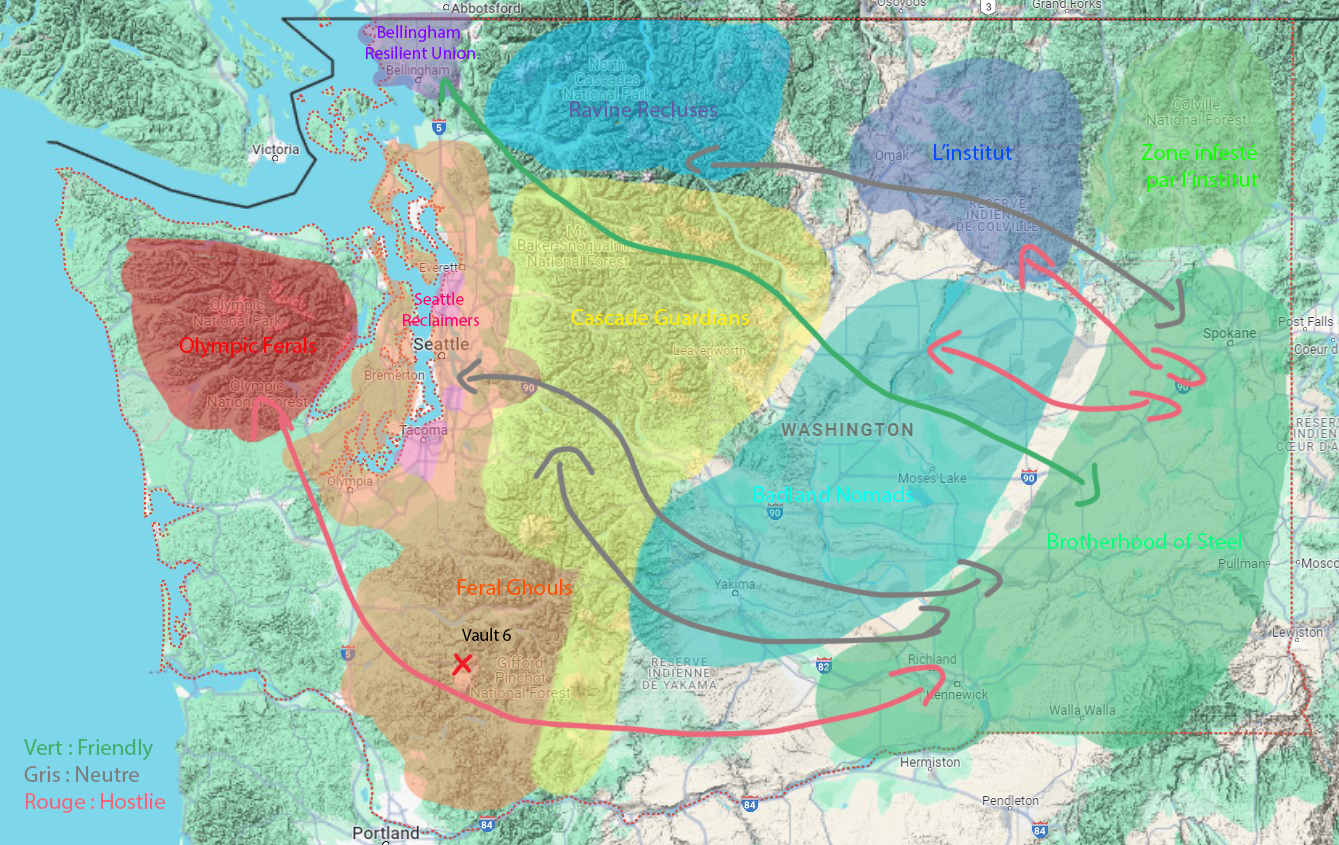 Abbotsford
Osoyoos
3
Grand Forks
Bellingham
Resilient Union
Bellingham
North
Cascades
National Park
Ravine Recluses
Colville
National Forest
5
Victoria
Omak
L'institut
Zone infesté
par l'institut
RÉSERVE
INDIENNE
DE COLVILLE
Mt.
Baker-Snoqualmie
National Forest
Everett
Olympic
National Park
Seattle
Reclaimers
Cascade Guardians
Post Falls
Spokane
Coeur d
Olympic Ferals
Seattle
Leavenworth
Bremerton
Olympic
National Forest
90
90
Tacoma
WASHINGTON
RÉSER
INDIEN
CŒUR D'A
Olympia
Moses Lake
90
Badland Nomads
90
Brotherhood of Steel
Pullman
Mosco
Feral Ghouls
Yakima
Vault 6
Lewiston
5
Gifford
Pinchot
National Forest
RÉSERVE
INDIENNE
DE YAKAMA
82
Richland
Kennewick
Walla Walla
Vert : Friendly
Gris : Neutre
Rouge : Hostlie
Hermiston
Pendleton
84
84
84
Portland